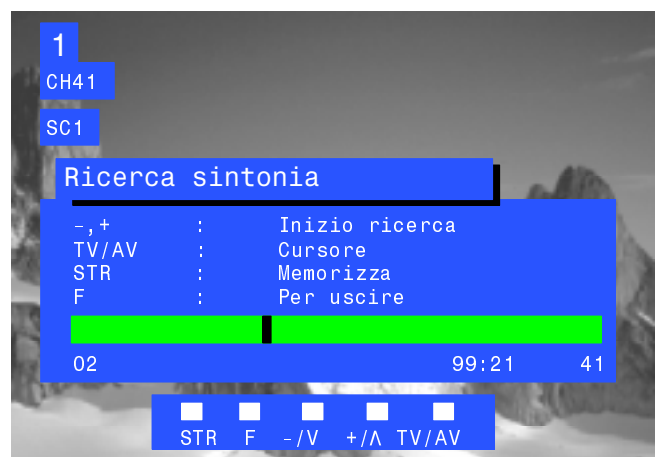 1
CH41
SC1
Ricerca sintonia
-,+ : Inizio ricerca
TV/AV : Cursore
STR : Memorizza
F : Per uscire
02 99:21 41
STR F -/V +/Λ TV/AV